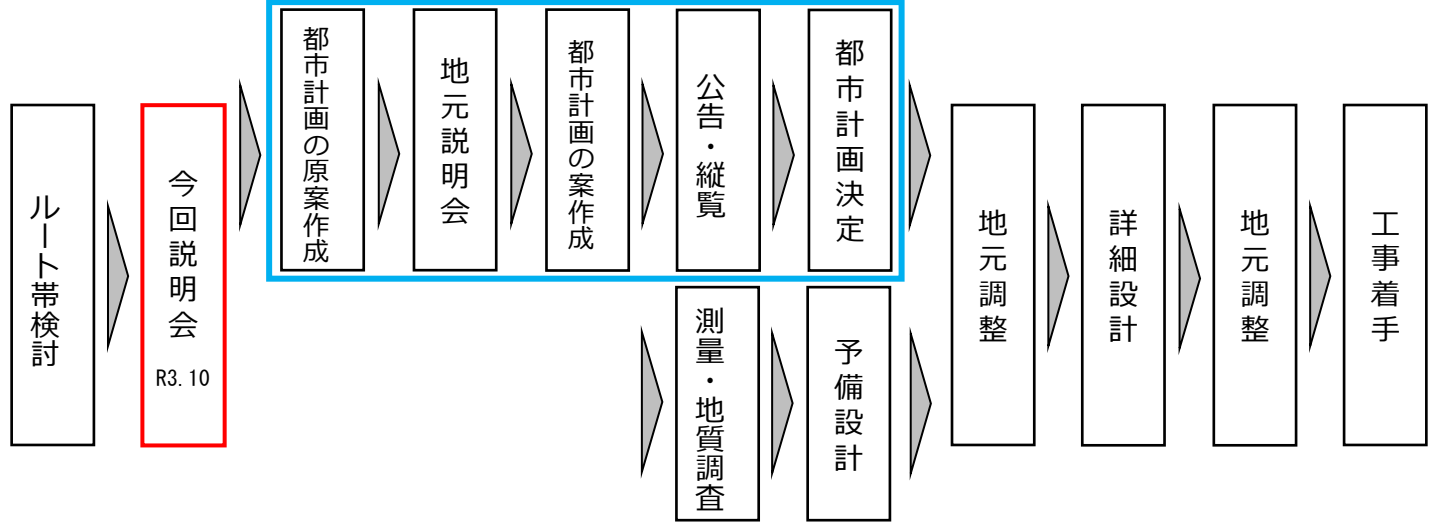 ルート帯検討
今回説明会
R3.10
都市計画の原案作成
地元説明会
都市計画の案作成
公告・縦覧
都市計画決定
測量・地質調査
予備設計
地元調整
詳細設計
地元調整
工事着手